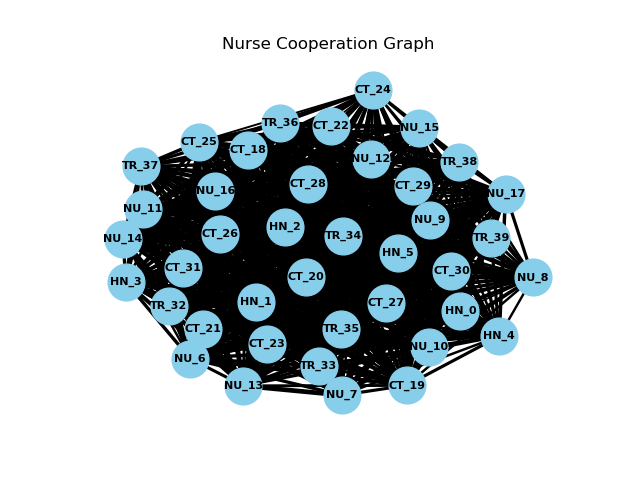 Nurse Cooperation Graph
CT_24
TR_36
CT_22
NU_15
CT_25
CT_18
NU_12
TR_38
TR_37
CT_28
CT_29
NU_16
NU_17
NU_11
NU_9
HN_2
CT_26
TR_34
NU_14
TR_39
HN_5
CT_31
CT_30
CT_20
NU_8
HN_3
HN_1
CT_27
TR_32
HN_0
CT_21
TR_35
HN_4
CT_23
NU_10
NU_6
TR_33
NU_13
CT_19
NU_7